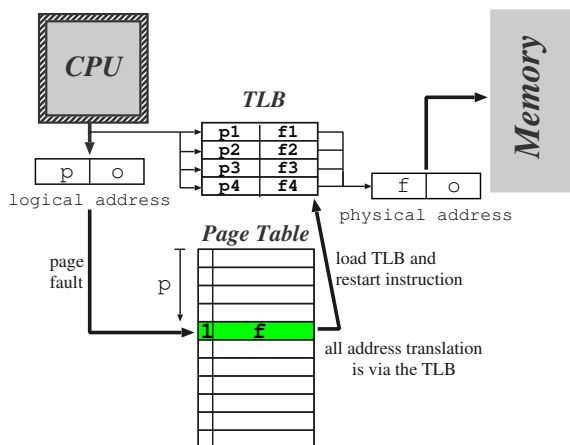 CPU
Memory
TLB
p1 f1
p2 f2
p3 f3
p4 f4
p o
logical address
f o
physical address
Page Table
page
fault
p
load TLB and
restart instruction
1 f
all address translation
is via the TLB